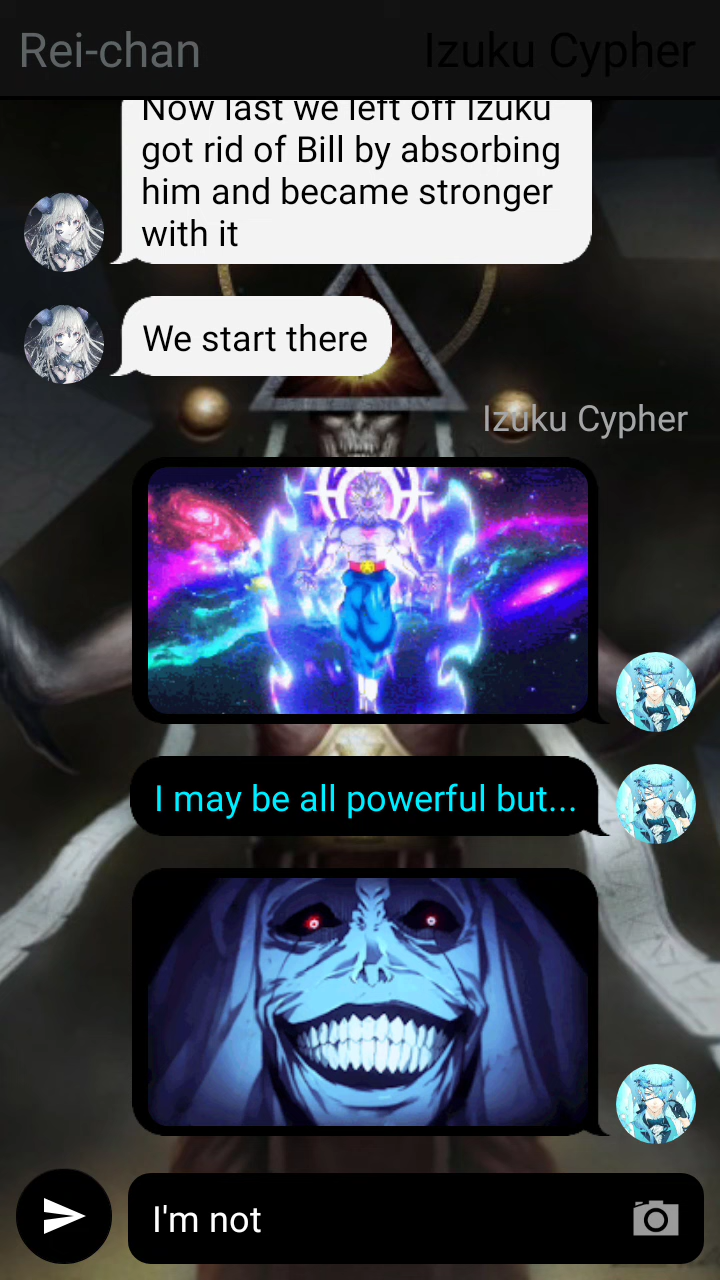 Rei-chan
Izuku Cypher
Now last we left off Izuku
got rid of Bill by absorbing
him and became stronger
with it
We start there
Izuku Cypher
I may be all powerful but...
I'm not